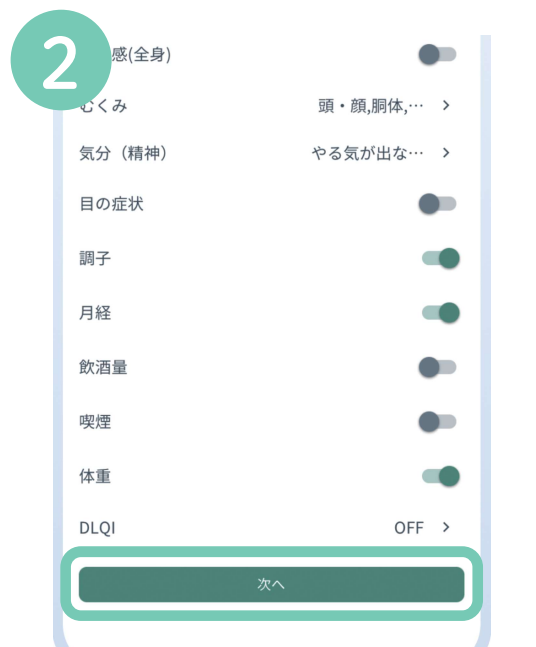 2
感(全身)
むくみ 頭・顔,胴体,… >
気分（精神） やる気が出な… >
目の症状
調子
月経
飲酒量
喫煙
体重
DLQI OFF >
次へ